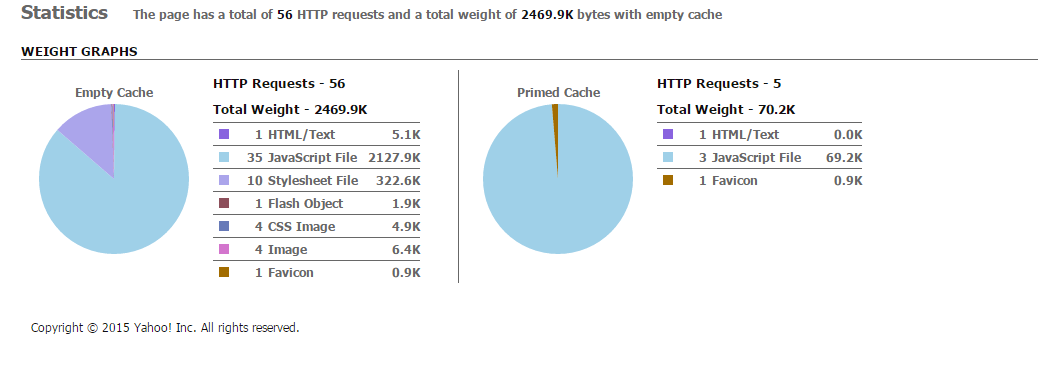 Statistics The page has a total of 56 HTTP requests and a total weight of 2469.9K bytes with empty cache
WEIGHT GRAPHS
Empty Cache
HTTP Requests - 56
Total Weight - 2469.9K
1 HTML/Text 5.1K
35 JavaScript File 2127.9K
10 Stylesheet File 322.6K
1 Flash Object 1.9K
4 CSS Image 4.9K
4 Image 6.4K
1 Favicon 0.9K
Primed Cache
HTTP Requests - 5
Total Weight - 70.2K
1 HTML/Text 0.0K
3 JavaScript File 69.2K
1 Favicon 0.9K
Copyright © 2015 Yahoo! Inc. All rights reserved.